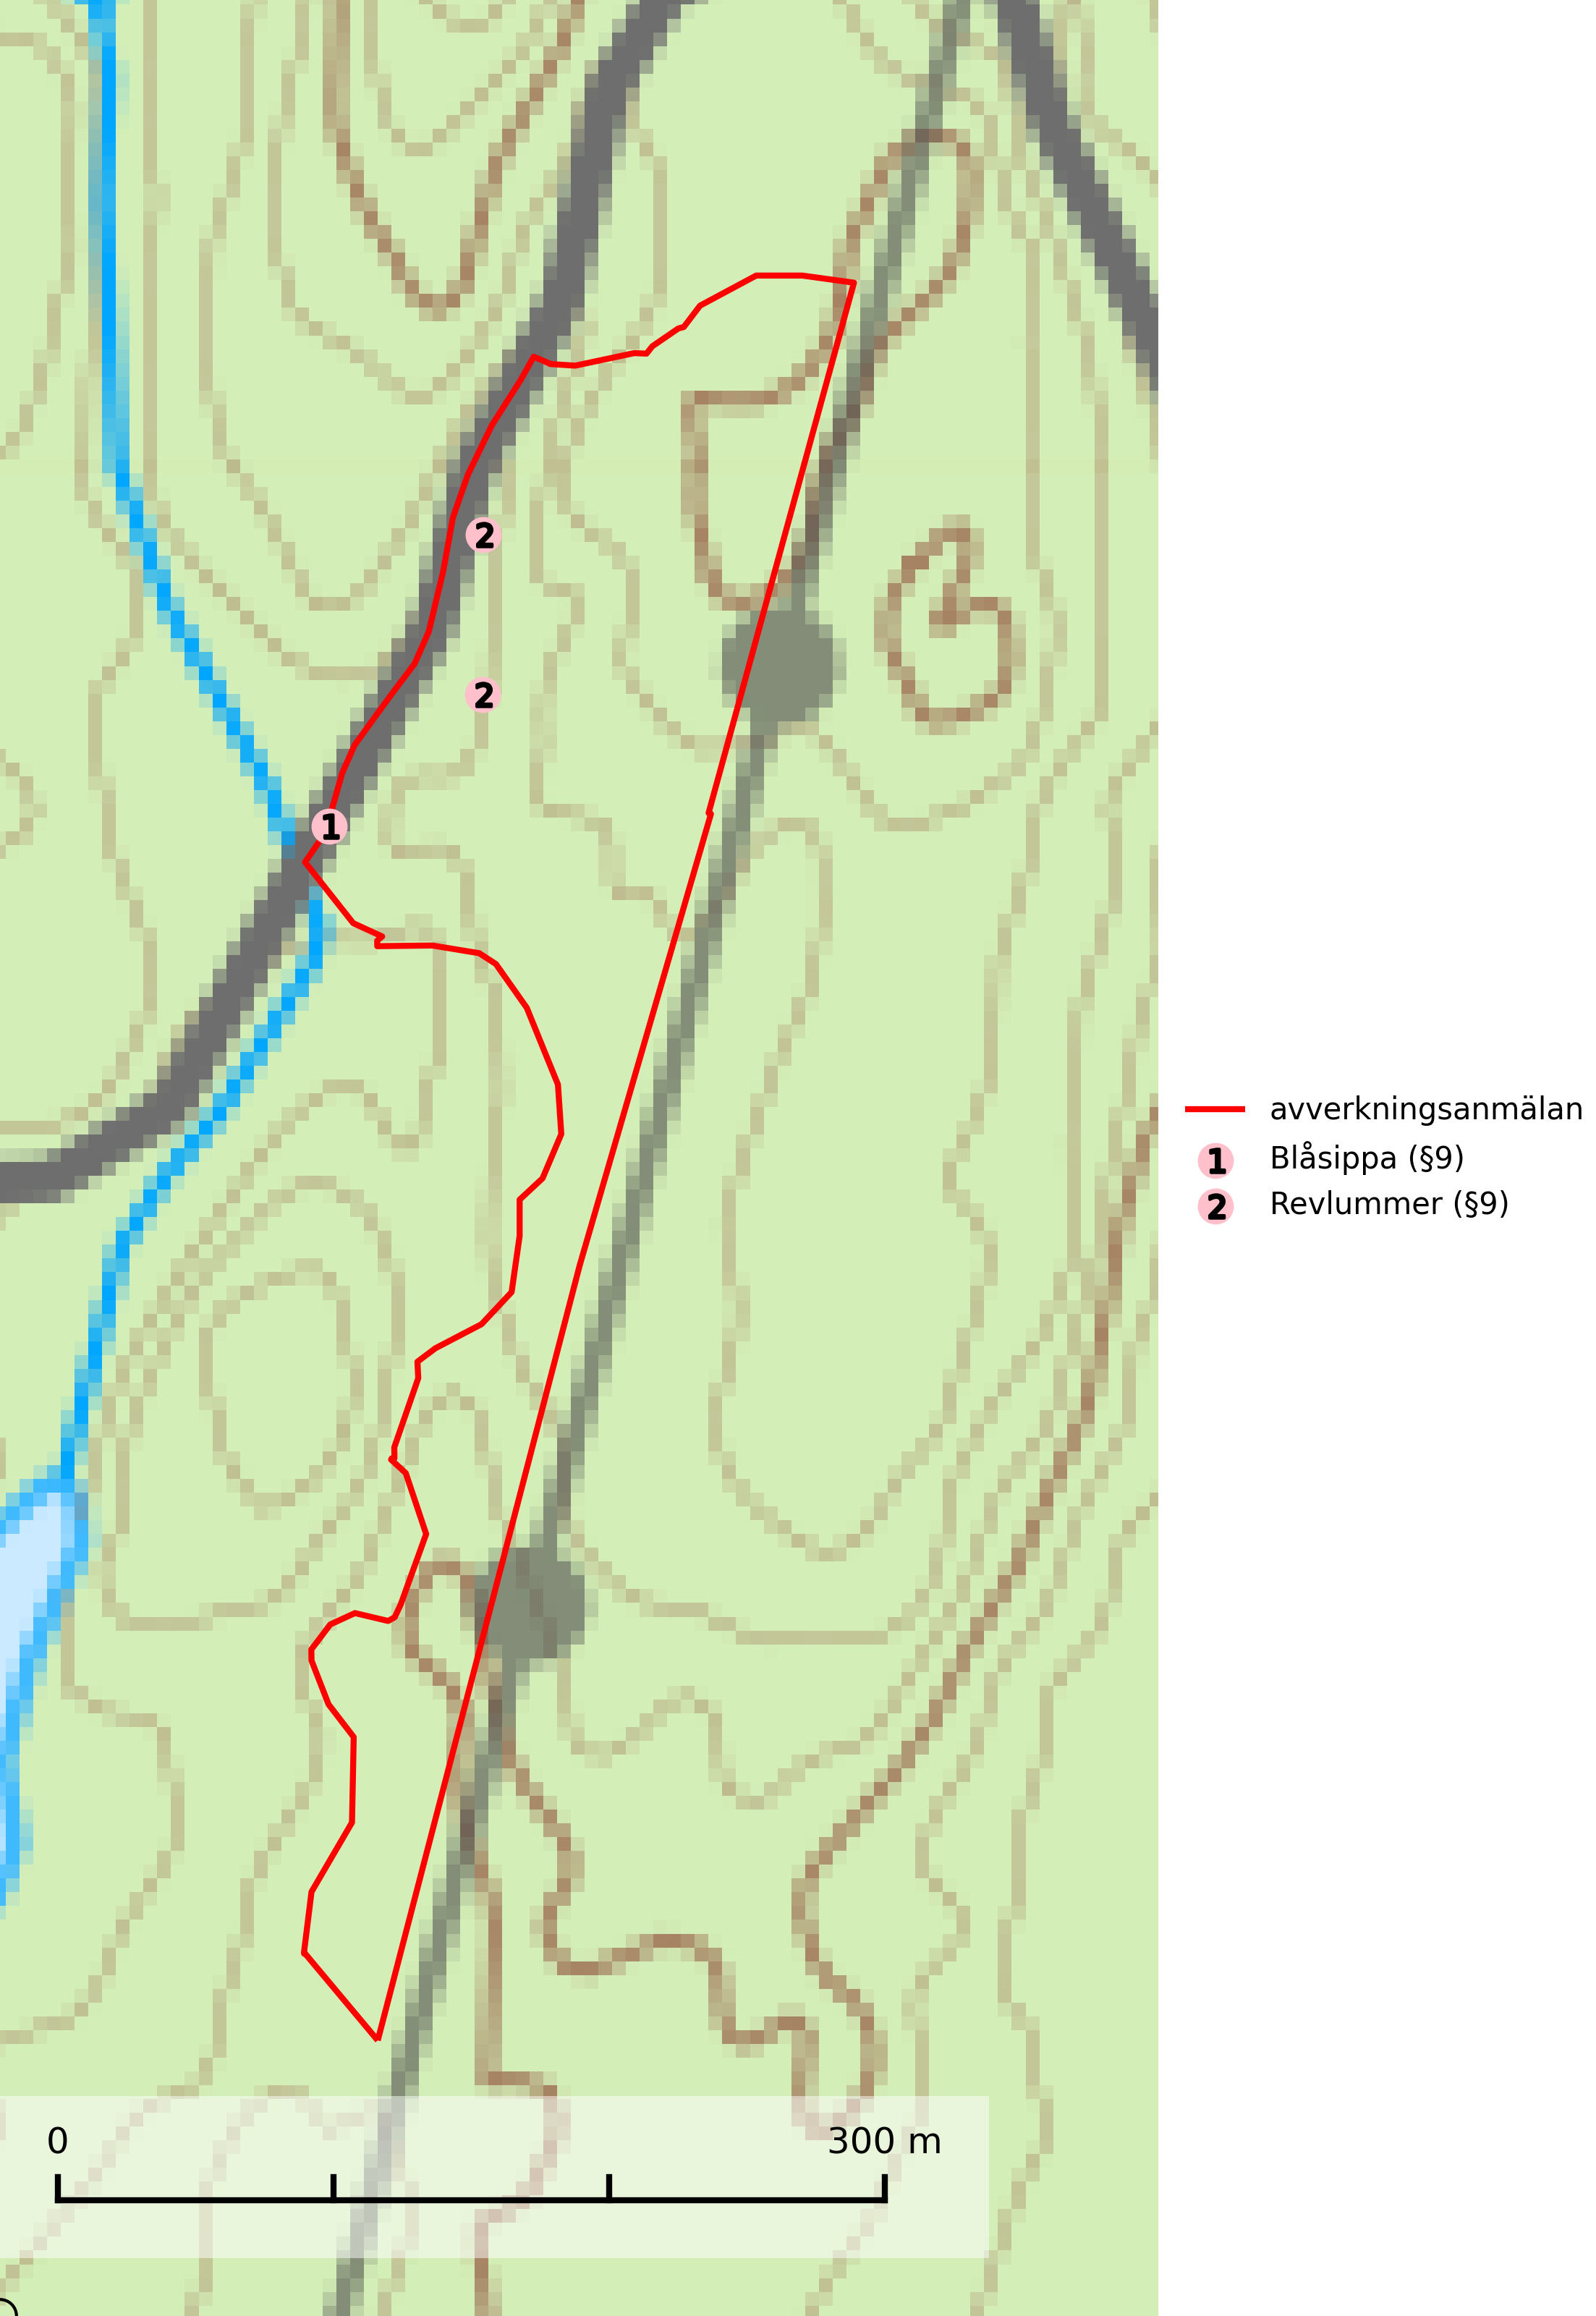 2
2
1
avverkningsanmälan
1 Blåsippa (§9)
2 Revlummer (§9)
0 300 m